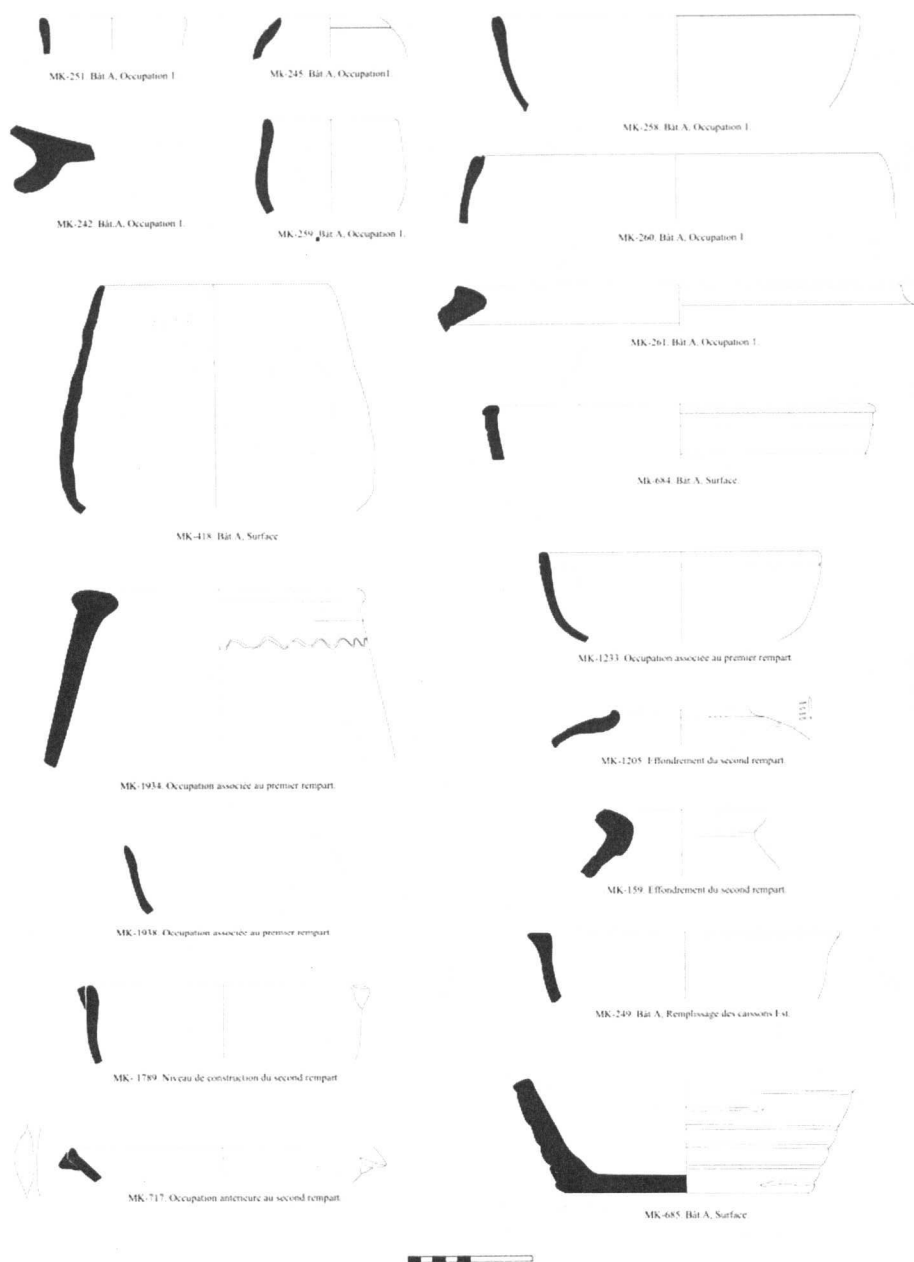 MK-251. Bât A, Occupation 1
Mk-245. Bât A, Occupation1
MK-258. Bât A, Occupation 1.
MK-242. Bât A, Occupation 1.
MK-259. Bât A, Occupation 1.
MK-260. Bât A, Occupation 1
MK-261. Bât A, Occupation 1.
Mk-684. Bât A, Surface.
MK-418. Bât A, Surface
MK-1233. Occupation associée au premier rempart.
MK-1934. Occupation associée au premier rempart.
MK-1205. Effondrement du second rempart.
MK-159. Effondrement du second rempart.
MK-1938. Occupation associée au premier rempart.
MK-249. Bât A, Remplissage des caissons Est.
MK- 1789. Niveau de construction du second rempart
MK-717. Occupation antérieure au second rempart.
MK-685. Bât A, Surface